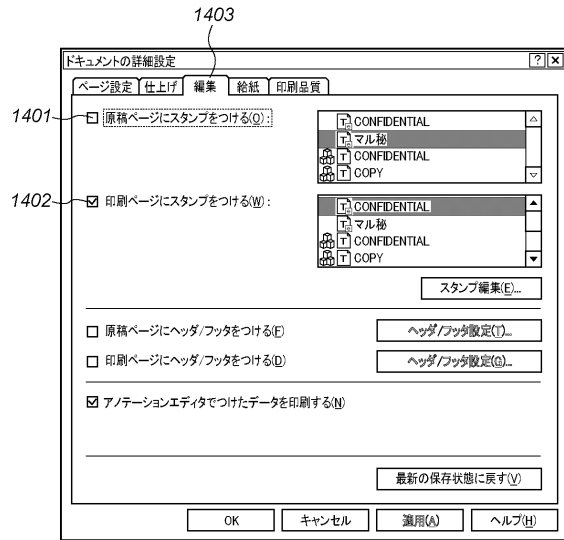 1403
ドキュメントの詳細設定 ? ×
ページ設定 仕上げ 編集 給紙 印刷品質
1401
原稿ページにスタンプをつける(O):
CONFIDENTIAL
マル秘
CONFIDENTIAL
COPY
1402
印刷ページにスタンプをつける(W):
CONFIDENTIAL
マル秘
CONFIDENTIAL
COPY
スタンプ編集(E)...
原稿ページにヘッダ/フッタをつける(F) ヘッダ/フッタ設定(T)...
印刷ページにヘッダ/フッタをつける(D) ヘッダ/フッタ設定(G)...
アノテーションエディタでつけたデータを印刷する(N)
最新の保存状態に戻す(V)
OK キャンセル 適用(A) ヘルプ(H)